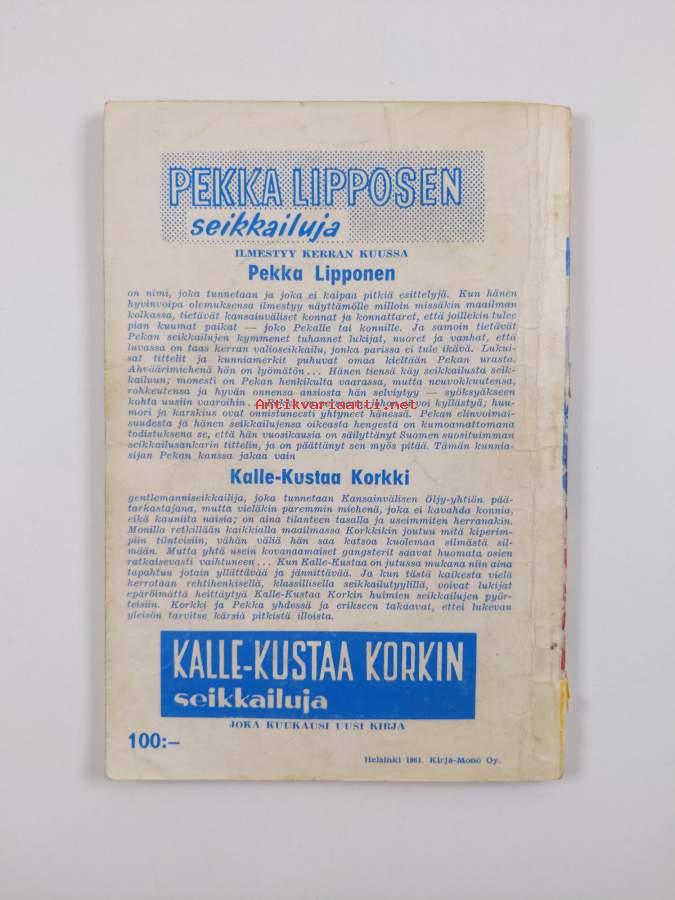 PEKKA LIPPOSEN
seikkailuja
ILMESTYY KERRAN KUUSSA
Pekka Lipponen
on nimi, joka tunnetaan ja joka ei kaipaa pitkiä esittelyjä. Kun hänen
hyvinvoipa olemuksensa ilmestyy näyttämölle milloin missäkin maailman
kolkassa, tietävät kansainväliset konnat ja konnattaret, että joillekin tulee
pian kuumat paikat — joko Pekalle tai konnille. Ja samoin tietävät
Pekan seikkailujen kymmenet tuhannet lukijat, nuoret ja vanhat, että
luvassa on taas kerran valioseikkailu, jonka parissa ei tule ikävä. Lukui-
sat tittelit ja kunniamerkit puhuvat omaa kieltään Pekan urasta.
Ahväärimiehenä hän on lyömätön... Hänen tiensä käy seikkailusta seik-
kailuun; monesti on Pekan henkikulta vaarassa, mutta neuvokkuutensa,
rohkeutensa ja hyvän onnensa ansiosta hän selviytyy — syöksyäkseen
kohta uusiin vaaroihin...
Antikvariaatti.net
voi kyllästyä; huu-
mori ja karskius ovat onnistuneesti yhtyneet hänessä. Pekan elinvoimai-
suudesta ja hänen seikkailujensa oikeasta hengestä on kumoamattomana
todistuksena se, että hän vuosikausia on säilyttänyt Suomen suosituimman
seikkailusankarin tittelin, ja on päättänyt sen myös pitää. Tämän kunnia-
sijan Pekan kanssa jakaa vain
Kalle-Kustaa Korkki
gentlemanniseikkailija, joka tunnetaan Kansainvälisen Öljy-yhtiön pää-
tarkastajana, mutta vieläkin paremmin miehenä, joka ei kavahda konnia,
eikä kauniita naisia; on aina tilanteen tasalla ja useimmiten herranakin.
Monilla retkillään kaikkialla maailmassa Korkkikin joutuu mitä kiperim-
piin tilnteisiin, vähän väliä hän saa katsoa kuolemaa silmästä sil-
mään. Mutta yhtä usein kovanaamaiset gangsterit saavat huomata osien
ratkaisevasti vaihtuneen... Kun Kalle-Kustaa on jutussa mukana niin aina
tapahtuu jotain yllättävää ja jännittävää. Ja kun tästä kaikesta vielä
kerrotaan rehtihenkisellä, klassillisella seikkailutyylillä, voivat lukijat
epäröimättä heittäytyä Kalle-Kustaa Korkin huimien seikkailujen pyör-
teisiin. Korkki ja Pekka yhdessä ja erikseen takaavat, ettei lukevan
yleisön tarvitse kärsiä pitkistä illoista.
KALLE-KUSTAA KORKIN
seikkailuja
JOKA KUUKAUSI UUSI KIRJA
100:–
Helsinki 1961. Kirja-Mono Oy.